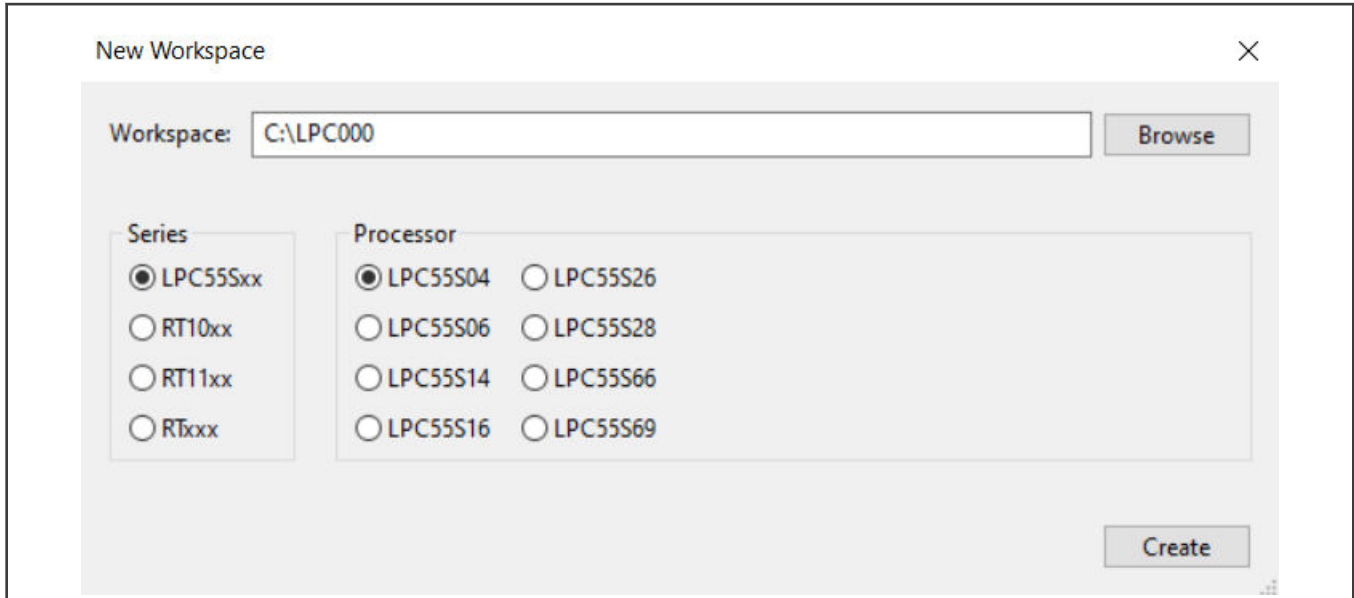 New Workspace
Workspace: C:\LPC000 Browse
Series Processor
LPC55Sxx LPC55S04 LPC55S26
RT10xx LPC55S06 LPC55S28
RT11xx LPC55S14 LPC55S66
RTxxx LPC55S16 LPC55S69
Create